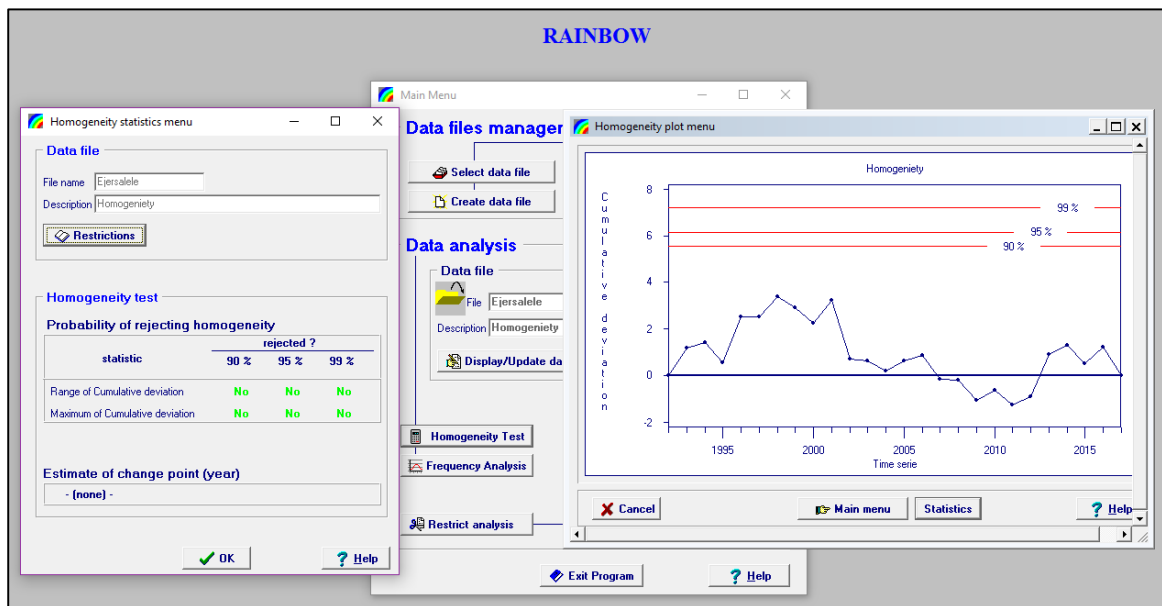 RAINBOW
Homogeneity statistics menu
Data file
File name Ejersalele
Description Homogeniety
Restrictions
Homogeneity test
Probability of rejecting homogeneity
rejected ?
statistic 90 % 95 % 99 %
Range of Cumulative deviation No No No
Maximum of Cumulative deviation No No No
Estimate of change point (year)
- (none) -
OK Help
Main Menu
Data files manager
Select data file
Create data file
Data analysis
Data file
File Ejersalele
Description Homogeniety
Display/Update da
Homogeneity Test
Frequency Analysis
Restrict analysis
Exit Program Help
Homogeneity plot menu
Homogeniety
Cumulative deviation
8
6
4
2
0
-2
99 %
95 %
90 %
1995 2000 2005 2010 2015
Time serie
Cancel Main menu Statistics Help